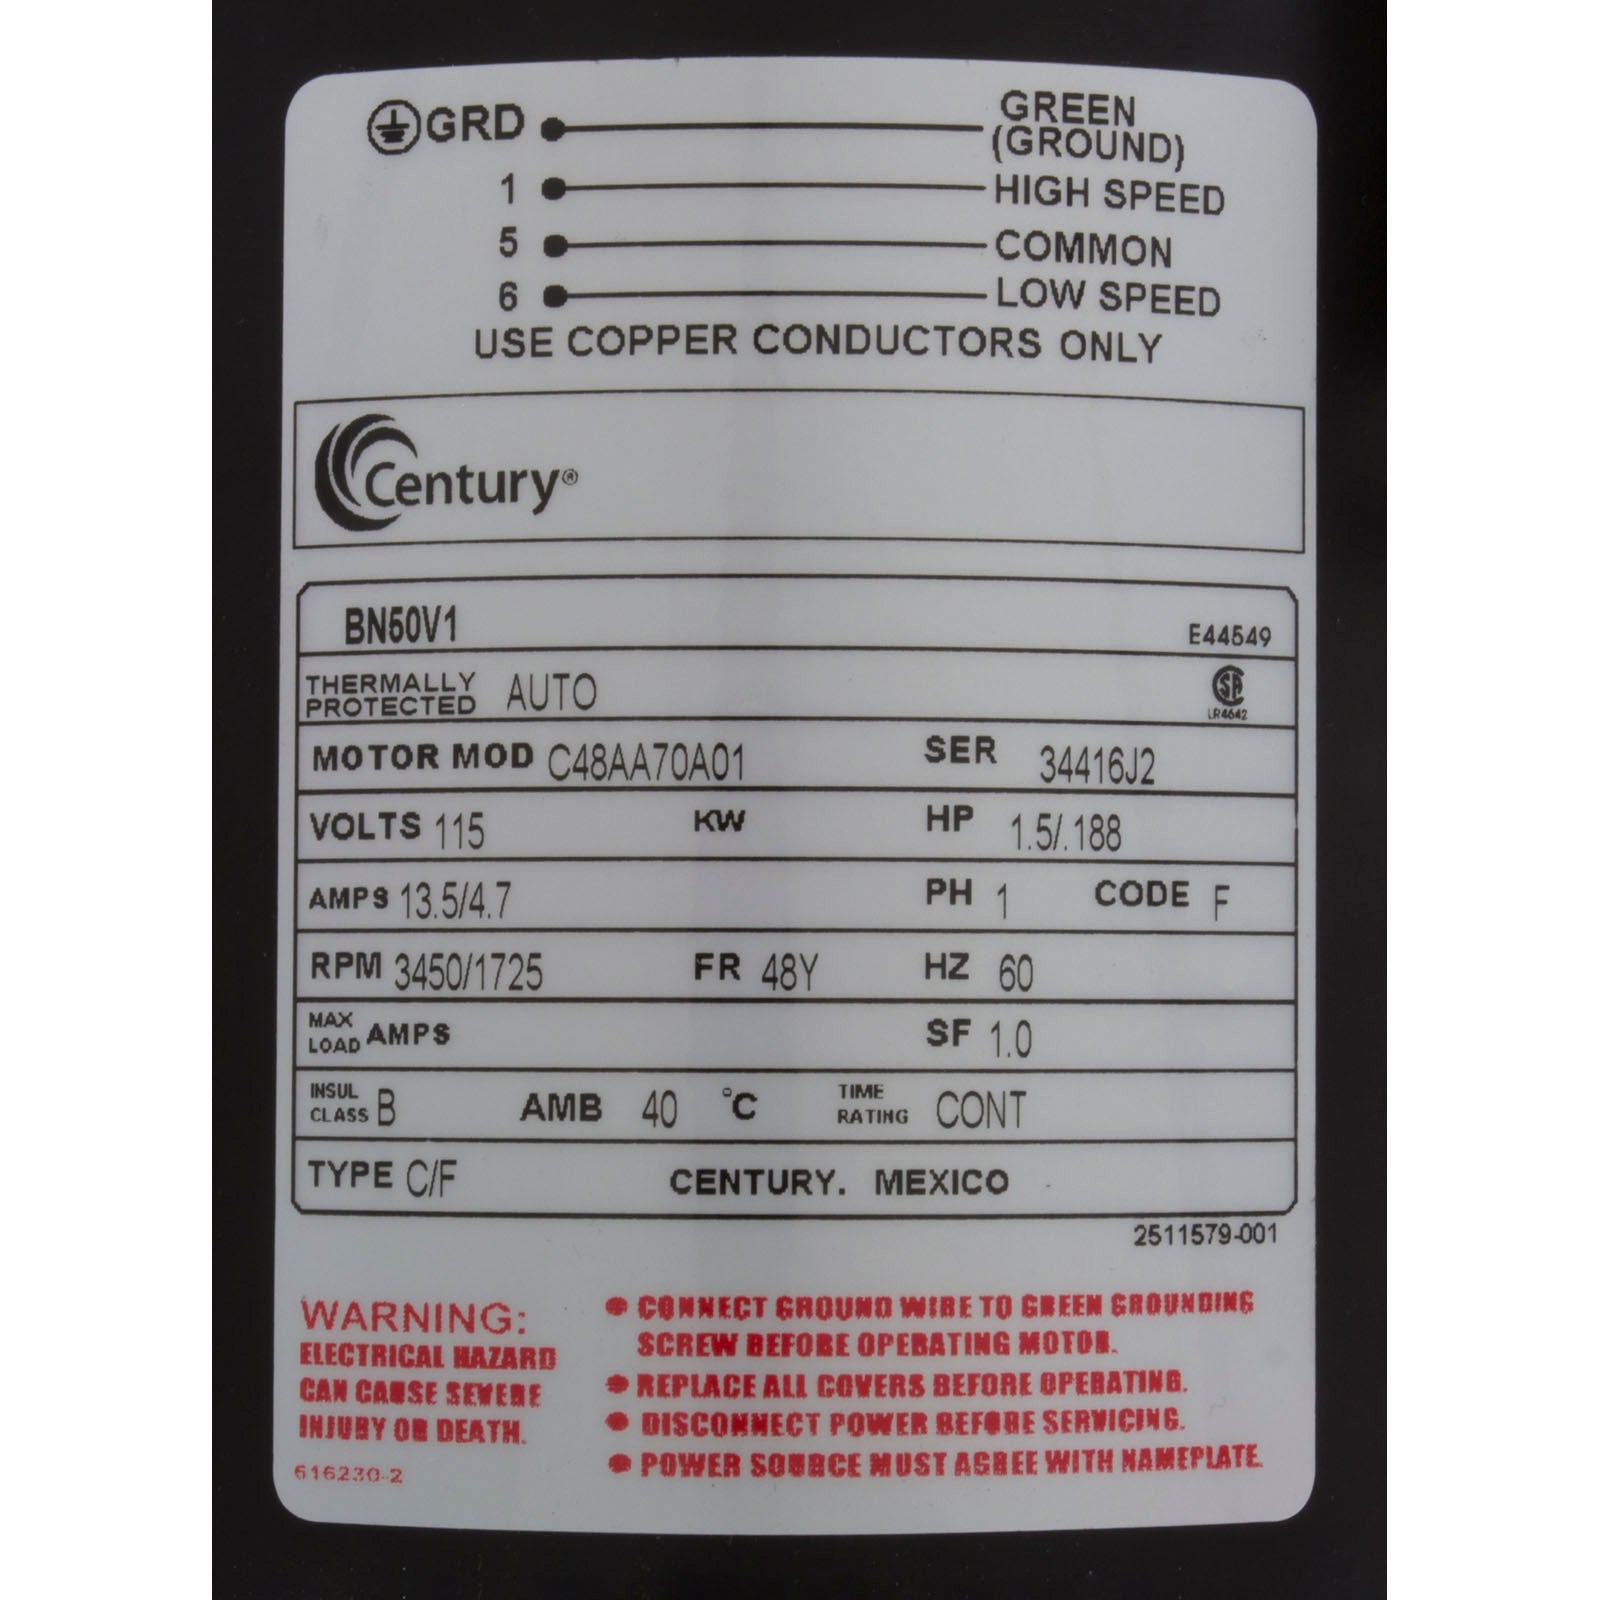 GRD GREEN
(GROUND)
1 HIGH SPEED
5 COMMON
6 LOW SPEED
USE COPPER CONDUCTORS ONLY
Century®
BN50V1 E44549
THERMALLY PROTECTED AUTO SA
LR4642
MOTOR MOD C48AA70A01 SER 34416J2
VOLTS 115 KW HP 1.5/.188
AMPS 13.5/4.7 PH 1 CODE F
RPM 3450/1725 FR 48Y HZ 60
MAX LOAD AMPS SF 1.0
INSUL CLASS B AMB 40 °C TIME RATING CONT
TYPE C/F CENTURY. MEXICO
2511579-001
WARNING:
ELECTRICAL HAZARD
CAN CAUSE SEVERE
INJURY OR DEATH.
616230-2
● CONNECT GROUND WIRE TO GREEN GROUNDING
SCREW BEFORE OPERATING MOTOR.
● REPLACE ALL COVERS BEFORE OPERATING.
● DISCONNECT POWER BEFORE SERVICING.
● POWER SOURCE MUST AGREE WITH NAMEPLATE.